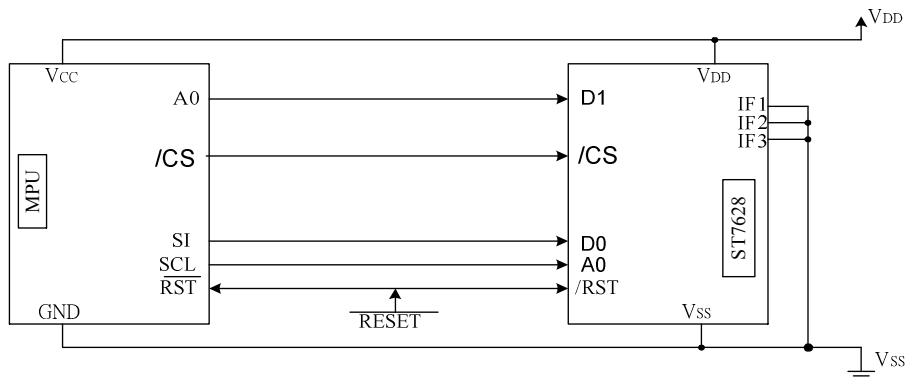 VDD
VCC
VDD
A0
D1
IF1
IF2
IF3
/CS
/CS
MPU
ST7628
SI
D0
SCL
A0
RST
/RST
GND
RESET
VSS
VSS